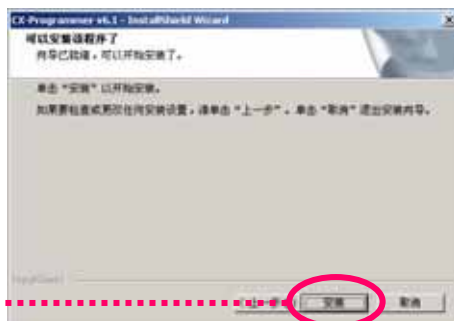 CX-Programmer v6.1 - InstallShield Wizard
可以安装该程序了
向导已就绪，可以开始安装了。
单击“安装”以开始安装。
如果要检查或更改任何安装设置，请单击“上一步”。单击“取消”退出安装向导。
InstallShield
上一步
安装
取消